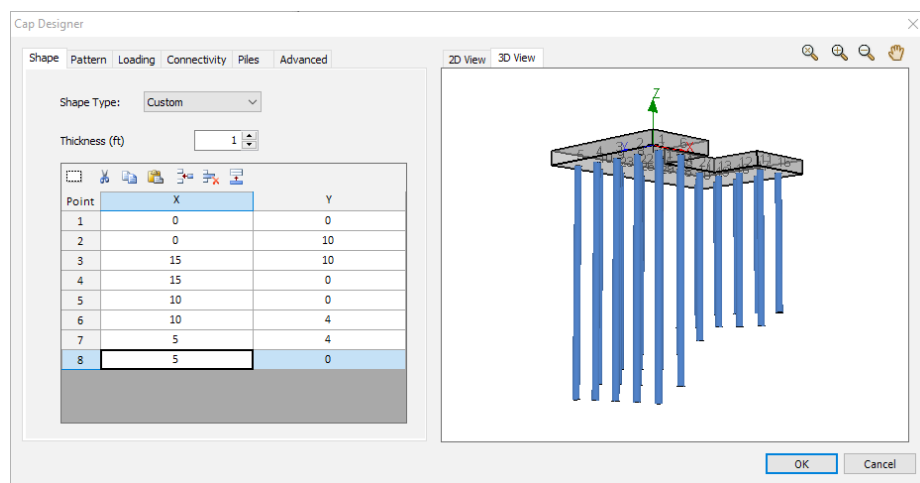 Cap Designer
Shape Pattern Loading Connectivity Piles Advanced
2D View 3D View
Shape Type: Custom
Thickness (ft) 1
Point X Y
1 0 0
2 0 10
3 15 10
4 15 0
5 10 0
6 10 4
7 5 4
8 5 0
Z
X
OK Cancel